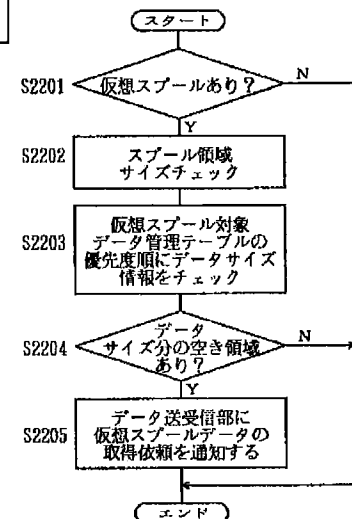 スタート
S2201
仮想スプールあり?
N
Y
S2202
スプール領域
サイズチェック
S2203
仮想スプール対象
データ管理テーブルの
優先度順にデータサイズ
情報をチェック
S2204
データ
サイズ分の空き領域
あり?
N
Y
S2205
データ送受信部に
仮想スプールデータの
取得依頼を通知する
エンド